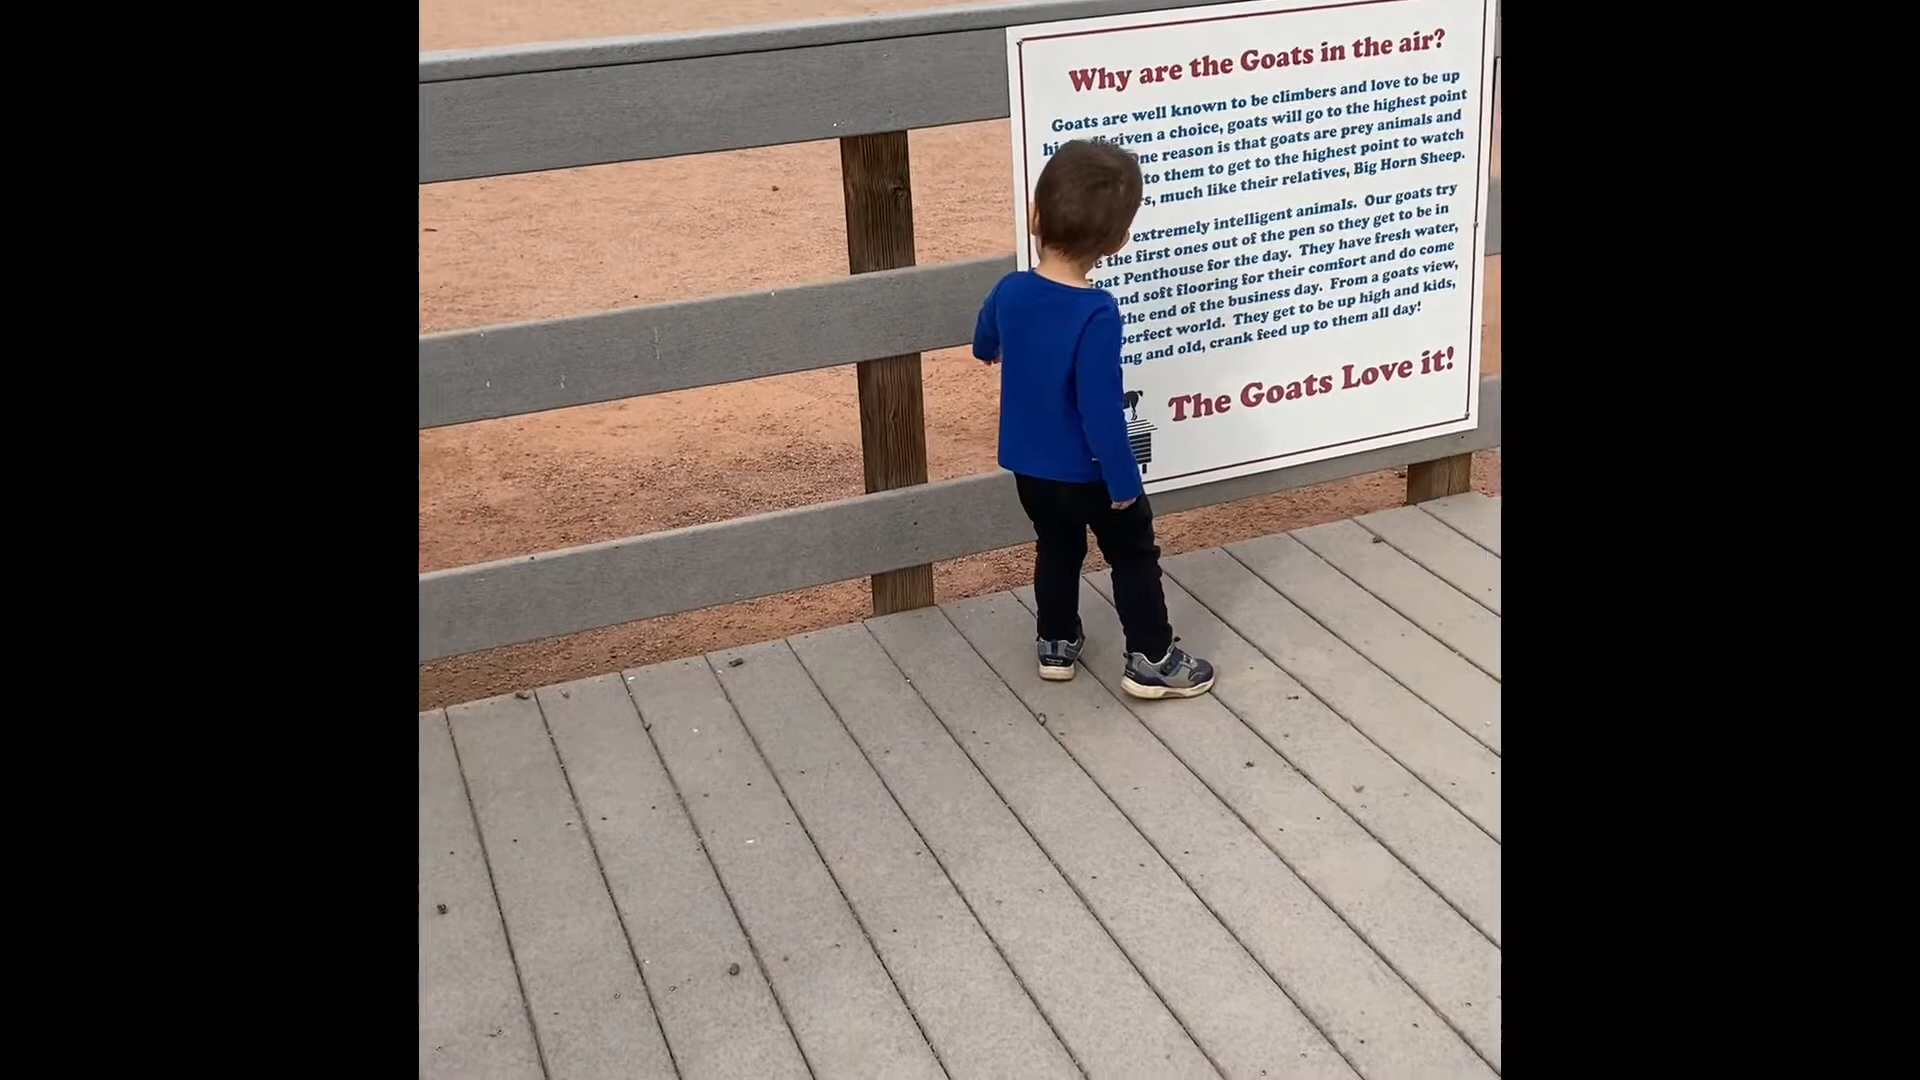 Why are the Goats in the air?
Goats are well known to be climbers and love to be up
given a choice, goats will go to the highest point
one reason is that goats are prey animals and
to them to get to the highest point to watch
much like their relatives, Big Horn Sheep.
extremely intelligent animals. Our goats try
the first ones out of the pen so they get to be in
Goat Penthouse for the day. They have fresh water,
and soft flooring for their comfort and do come
the end of the business day. From a goats view,
perfect world. They get to be up high and kids,
and old, crank feed up to them all day!
The Goats Love it!